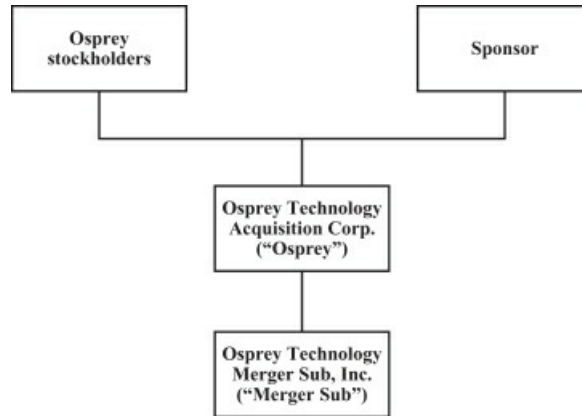 Osprey
stockholders
Sponsor
Osprey Technology
Acquisition Corp.
(“Osprey”)
Osprey Technology
Merger Sub, Inc.
(“Merger Sub”)